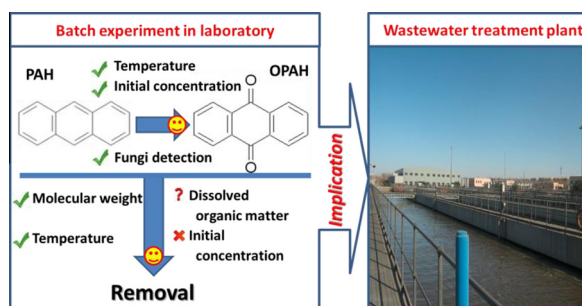 Batch experiment in laboratory
Wastewater treatment plant
PAH
Temperature
Initial concentration
OPAH
O
O
Fungi detection
Molecular weight
Temperature
? Dissolved
organic matter
Initial
concentration
Removal
Implication